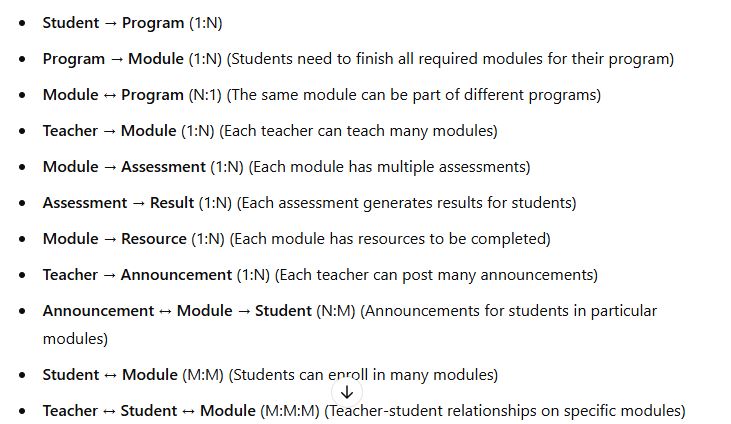 • Student → Program (1:N)
• Program → Module (1:N) (Students need to finish all required modules for their program)
• Module ↔ Program (N:1) (The same module can be part of different programs)
• Teacher → Module (1:N) (Each teacher can teach many modules)
• Module → Assessment (1:N) (Each module has multiple assessments)
• Assessment → Result (1:N) (Each assessment generates results for students)
• Module → Resource (1:N) (Each module has resources to be completed)
• Teacher → Announcement (1:N) (Each teacher can post many announcements)
• Announcement ↔ Module → Student (N:M) (Announcements for students in particular
modules)
• Student ↔ Module (M:M) (Students can enroll in many modules)
• Teacher ↔ Student ↔ Module (M:M:M) (Teacher-student relationships on specific modules)